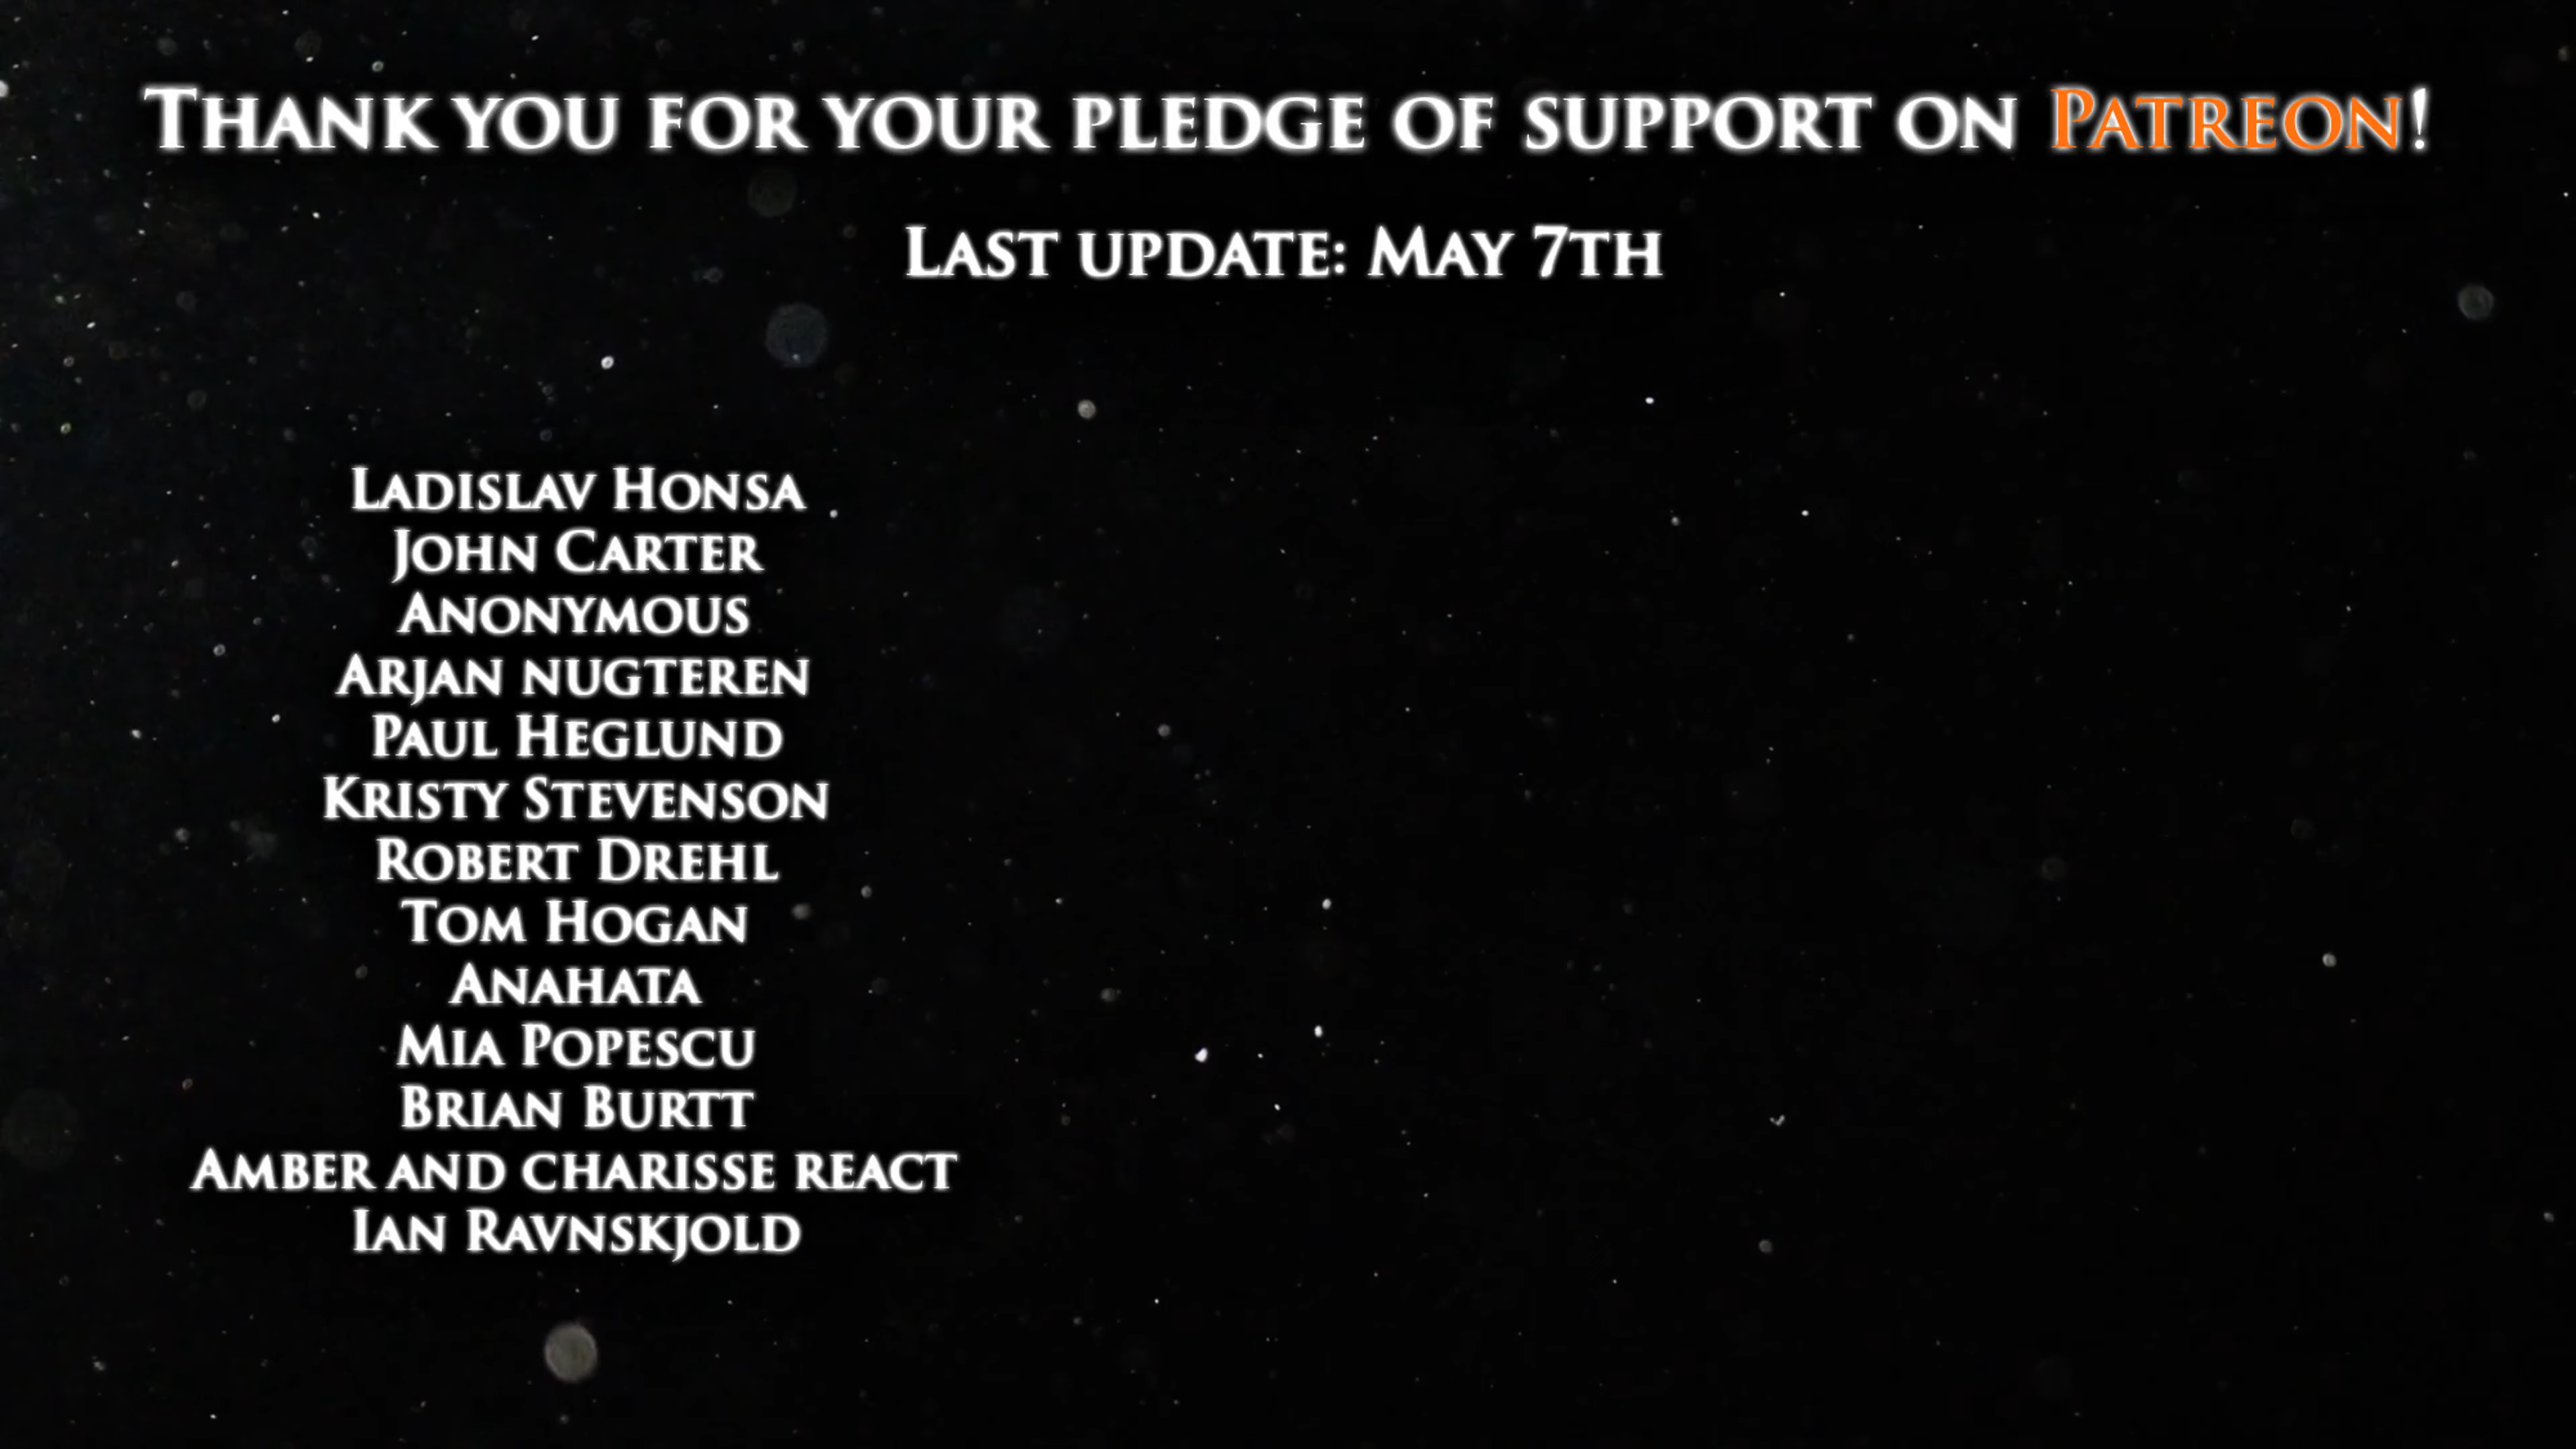 Thank you for your pledge of support on Patreon!
Last update: May 7th
Ladislav Honsa
John Carter
Anonymous
Arjan nugteren
Paul Heglund
Kristy Stevenson
Robert Drehl
Tom Hogan
Anahata
Mia Popescu
Brian Burtt
Amber and charisse react
Ian Ravnskjold